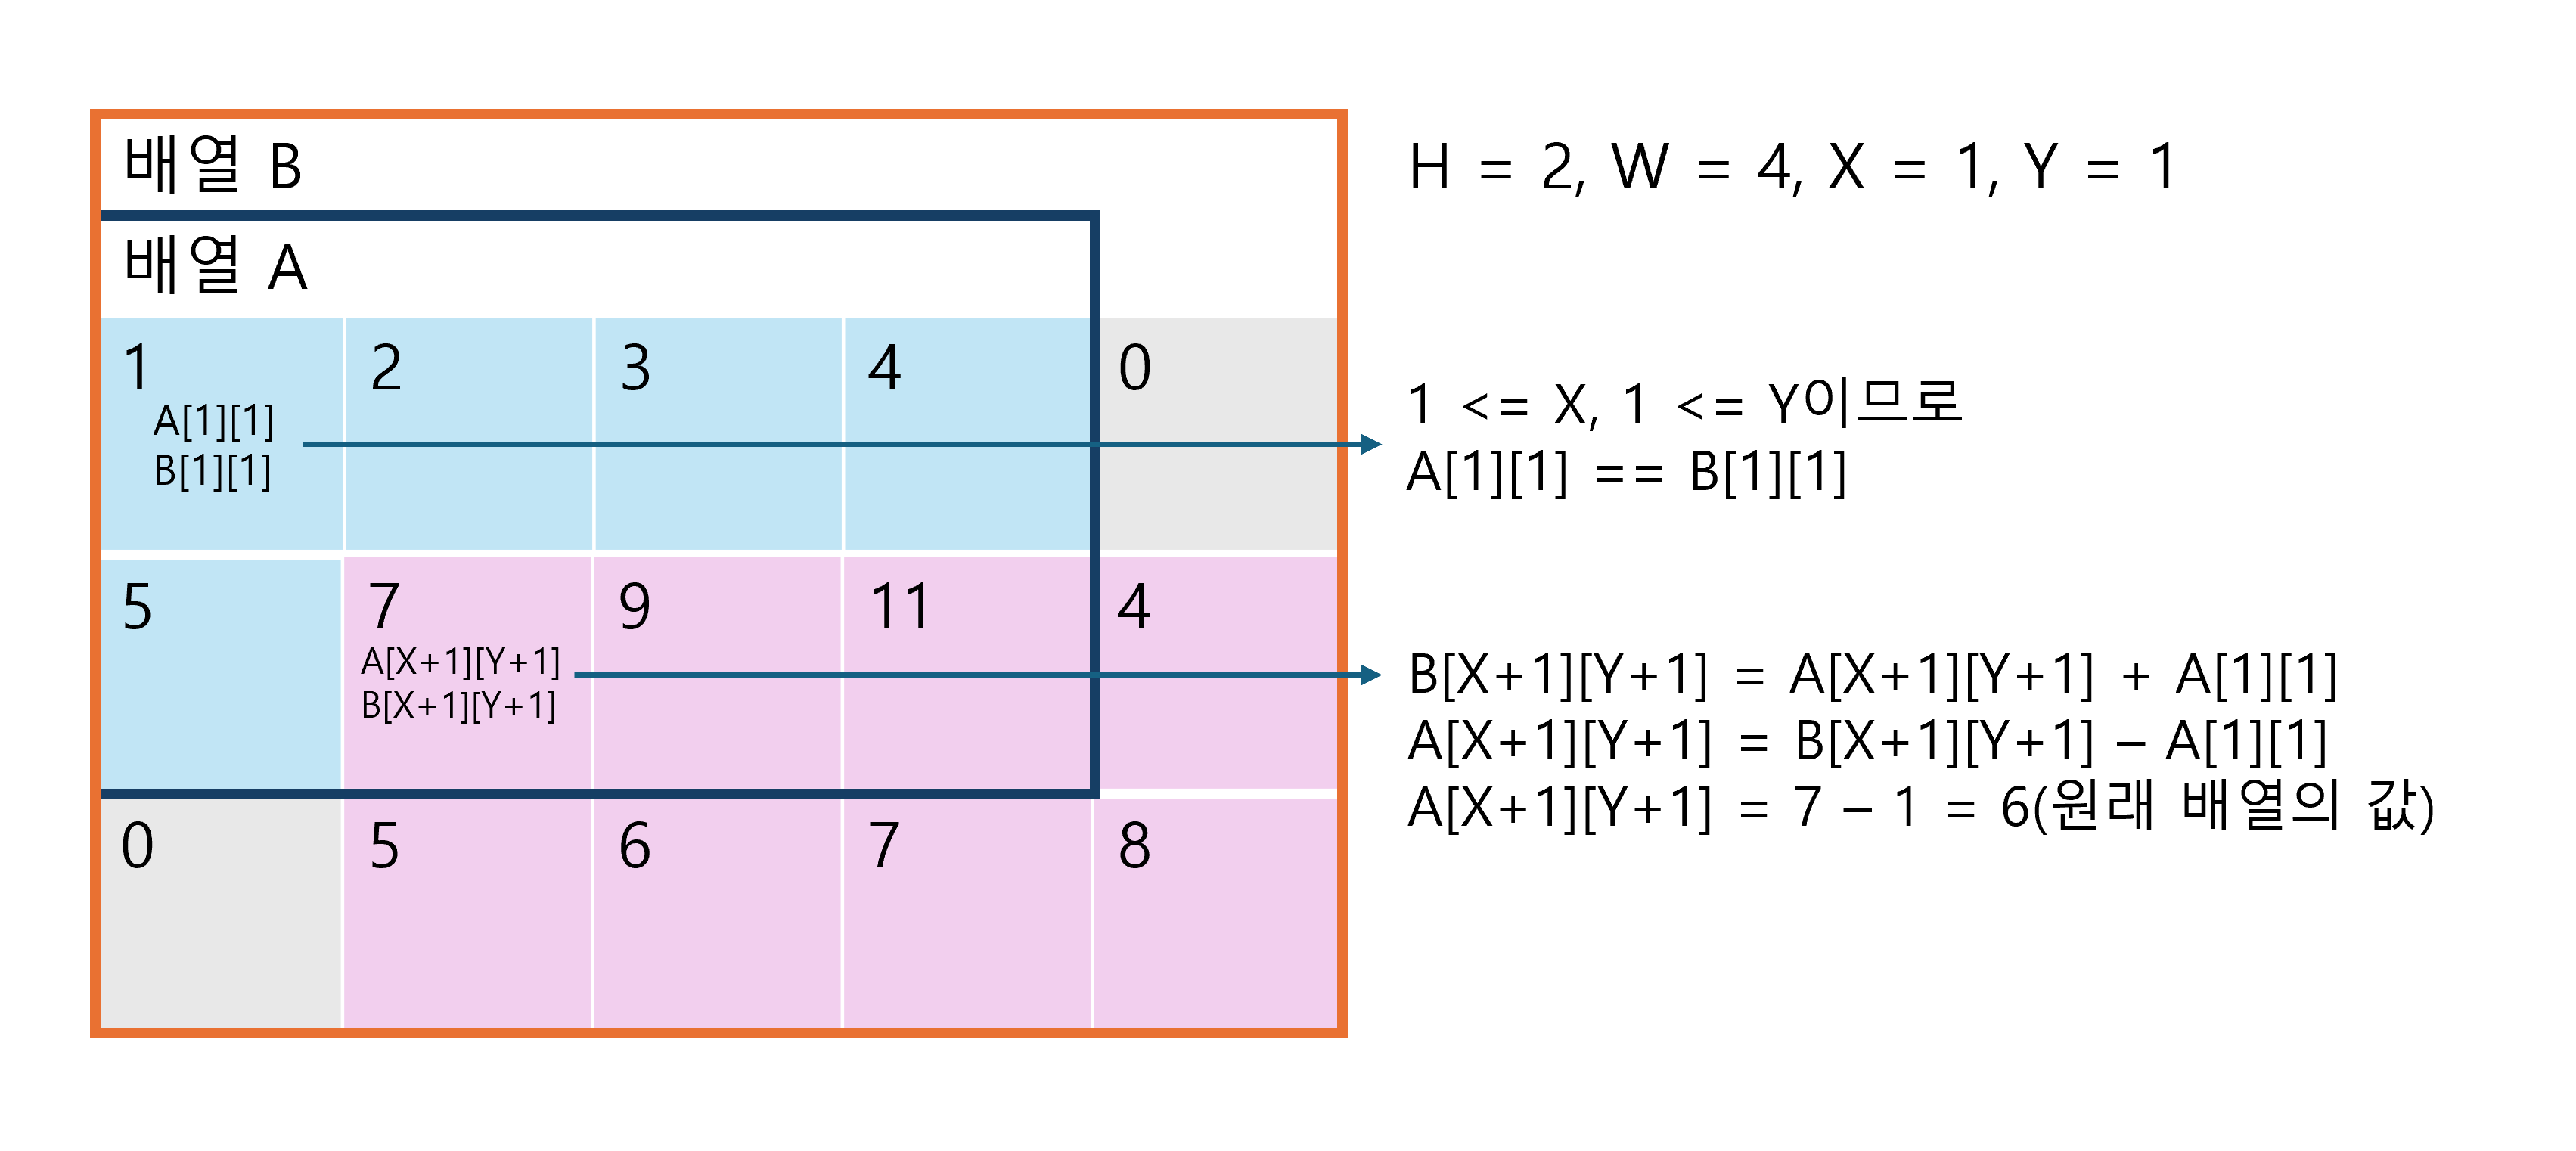 배열 B
배열 A
1 2 3 4 0
A[1][1]
B[1][1]
5 7 9 11 4
A[X+1][Y+1]
B[X+1][Y+1]
0 5 6 7 8
H = 2, W = 4, X = 1, Y = 1
1 <= X, 1 <= Y이므로
A[1][1] == B[1][1]
B[X+1][Y+1] = A[X+1][Y+1] + A[1][1]
A[X+1][Y+1] = B[X+1][Y+1] – A[1][1]
A[X+1][Y+1] = 7 – 1 = 6(원래 배열의 값)